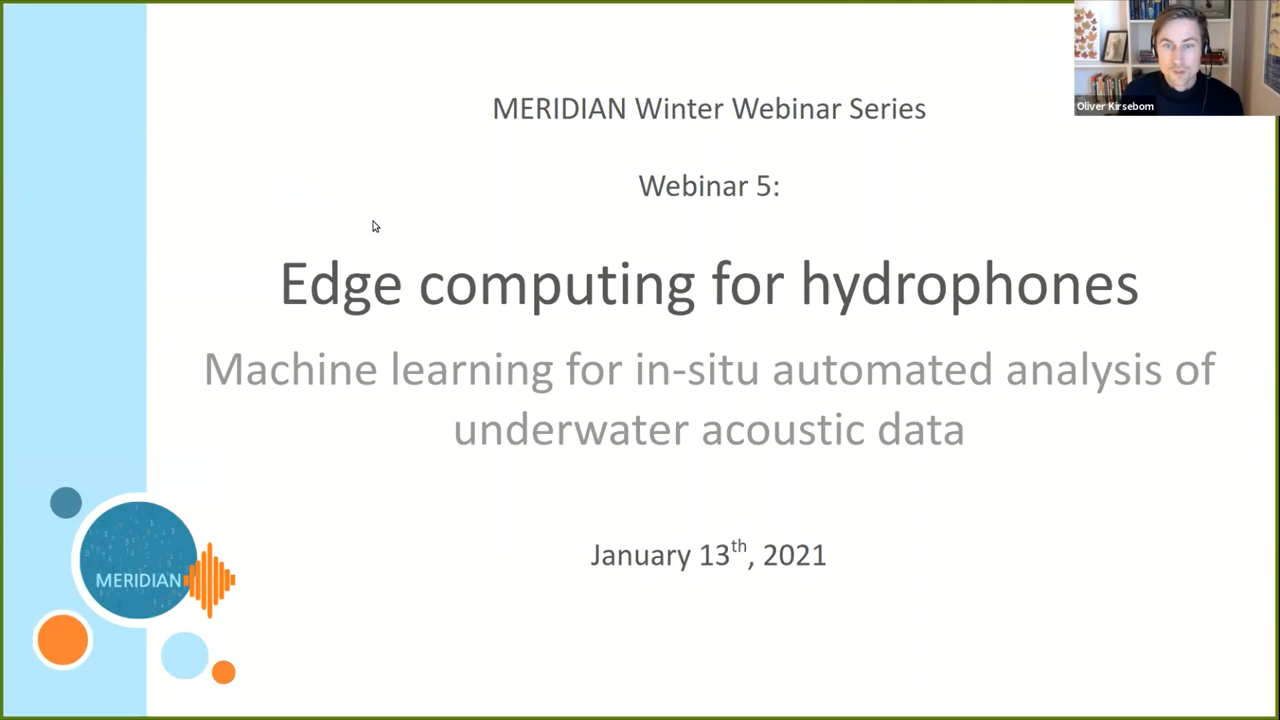 Oliver Kirsebom
MERIDIAN Winter Webinar Series
Webinar 5:
Edge computing for hydrophones
Machine learning for in-situ automated analysis of
underwater acoustic data
January 13th, 2021
MERIDIAN